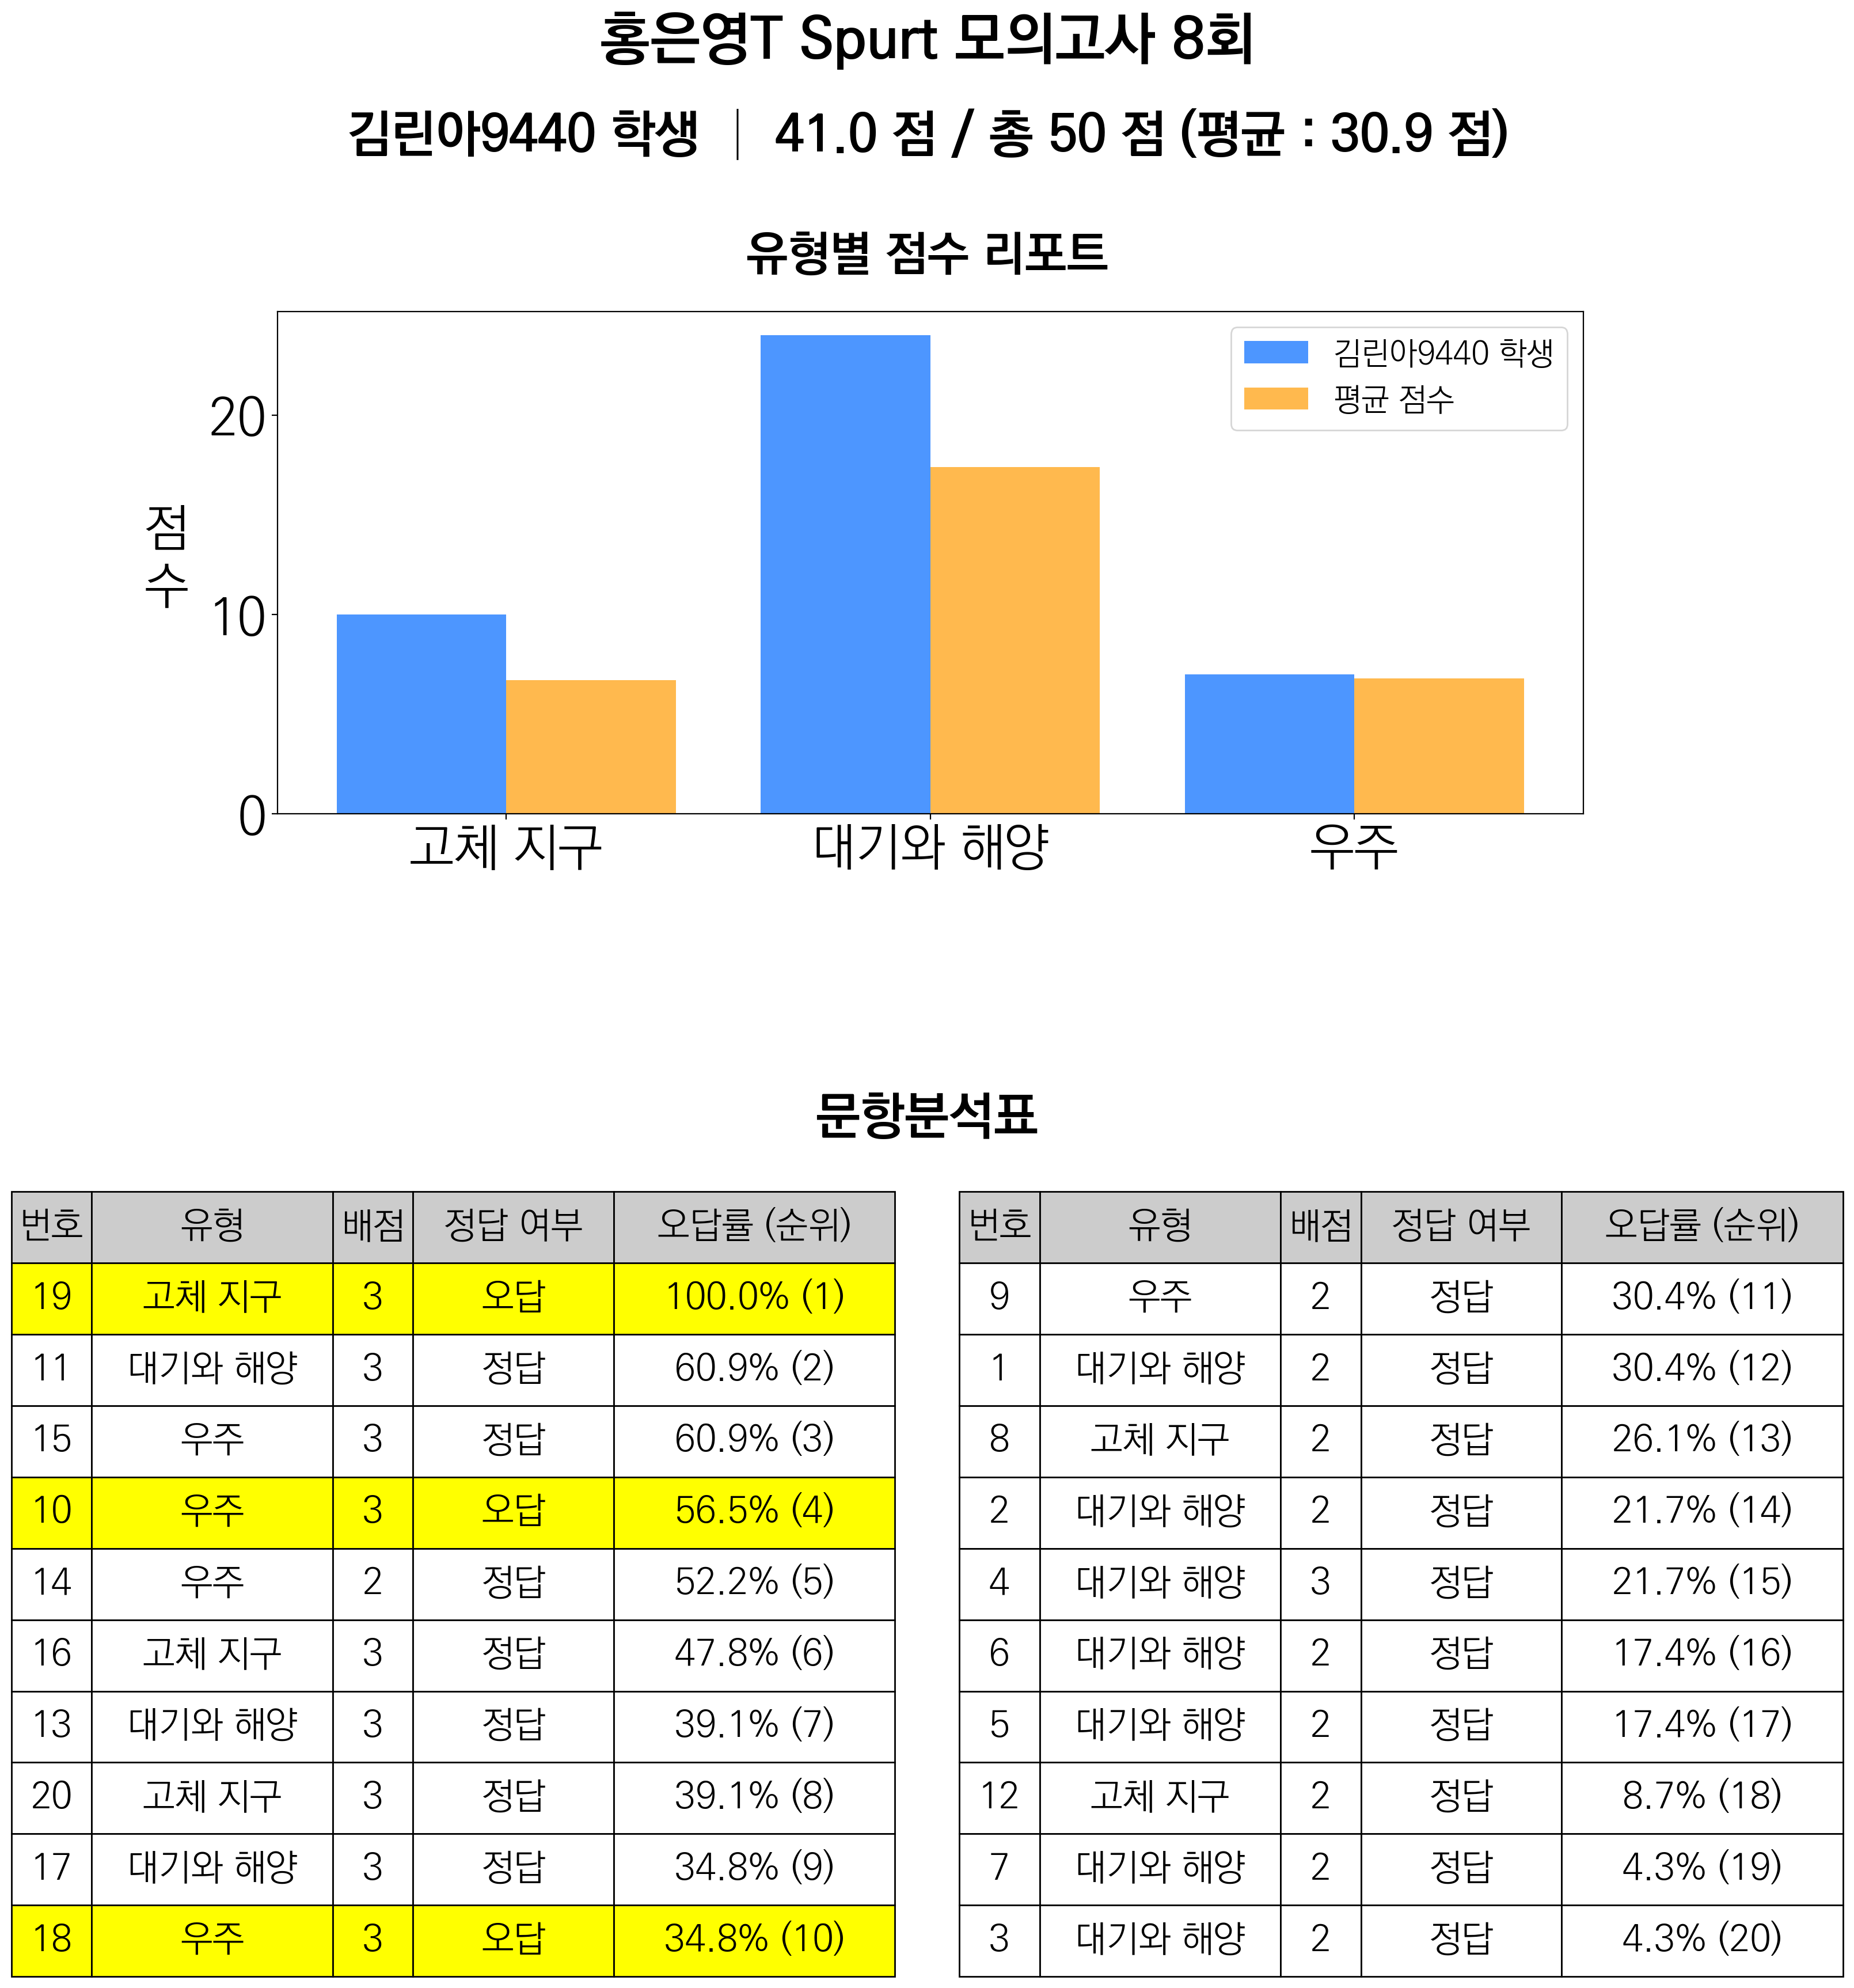 홍은영T Spurt 모의고사 8회
김린아9440 학생 | 41.0 점 / 총 50 점 (평균 : 30.9 점)
유형별 점수 리포트
김린아9440 학생
평균 점수
점
수
20
10
0
고체 지구 대기와 해양 우주
문항분석표
번호 유형 배점 정답 여부 오답률 (순위)
19 고체 지구 3 오답 100.0% (1)
11 대기와 해양 3 정답 60.9% (2)
15 우주 3 정답 60.9% (3)
10 우주 3 오답 56.5% (4)
14 우주 2 정답 52.2% (5)
16 고체 지구 3 정답 47.8% (6)
13 대기와 해양 3 정답 39.1% (7)
20 고체 지구 3 정답 39.1% (8)
17 대기와 해양 3 정답 34.8% (9)
18 우주 3 오답 34.8% (10)
번호 유형 배점 정답 여부 오답률 (순위)
9 우주 2 정답 30.4% (11)
1 대기와 해양 2 정답 30.4% (12)
8 고체 지구 2 정답 26.1% (13)
2 대기와 해양 2 정답 21.7% (14)
4 대기와 해양 3 정답 21.7% (15)
6 대기와 해양 2 정답 17.4% (16)
5 대기와 해양 2 정답 17.4% (17)
12 고체 지구 2 정답 8.7% (18)
7 대기와 해양 2 정답 4.3% (19)
3 대기와 해양 2 정답 4.3% (20)